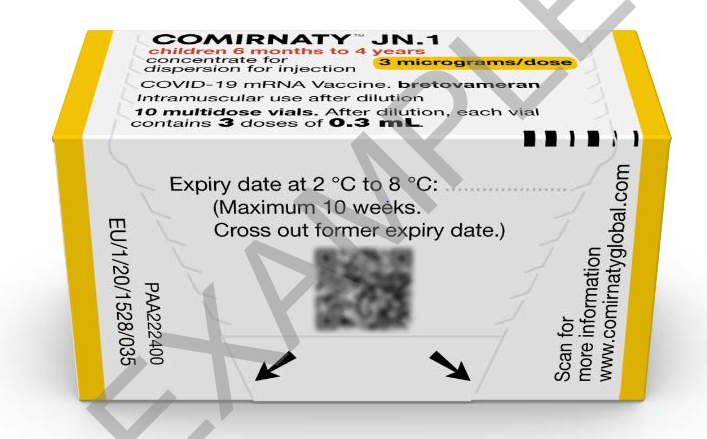 COMIRNATY™ JN.1
children 6 months to 4 years
concentrate for
dispersion for injection
3 micrograms/dose
COVID-19 mRNA Vaccine. bretovameran
Intramuscular use after dilution
10 multidose vials. After dilution, each vial
contains 3 doses of 0.3 mL.
Expiry date at 2 °C to 8 °C: ..............................
(Maximum 10 weeks.
Cross out former expiry date.)
EU/1/20/1528/035
PAA222400
Scan for
more information
www.comirnatyglobal.com
EXAMPLE